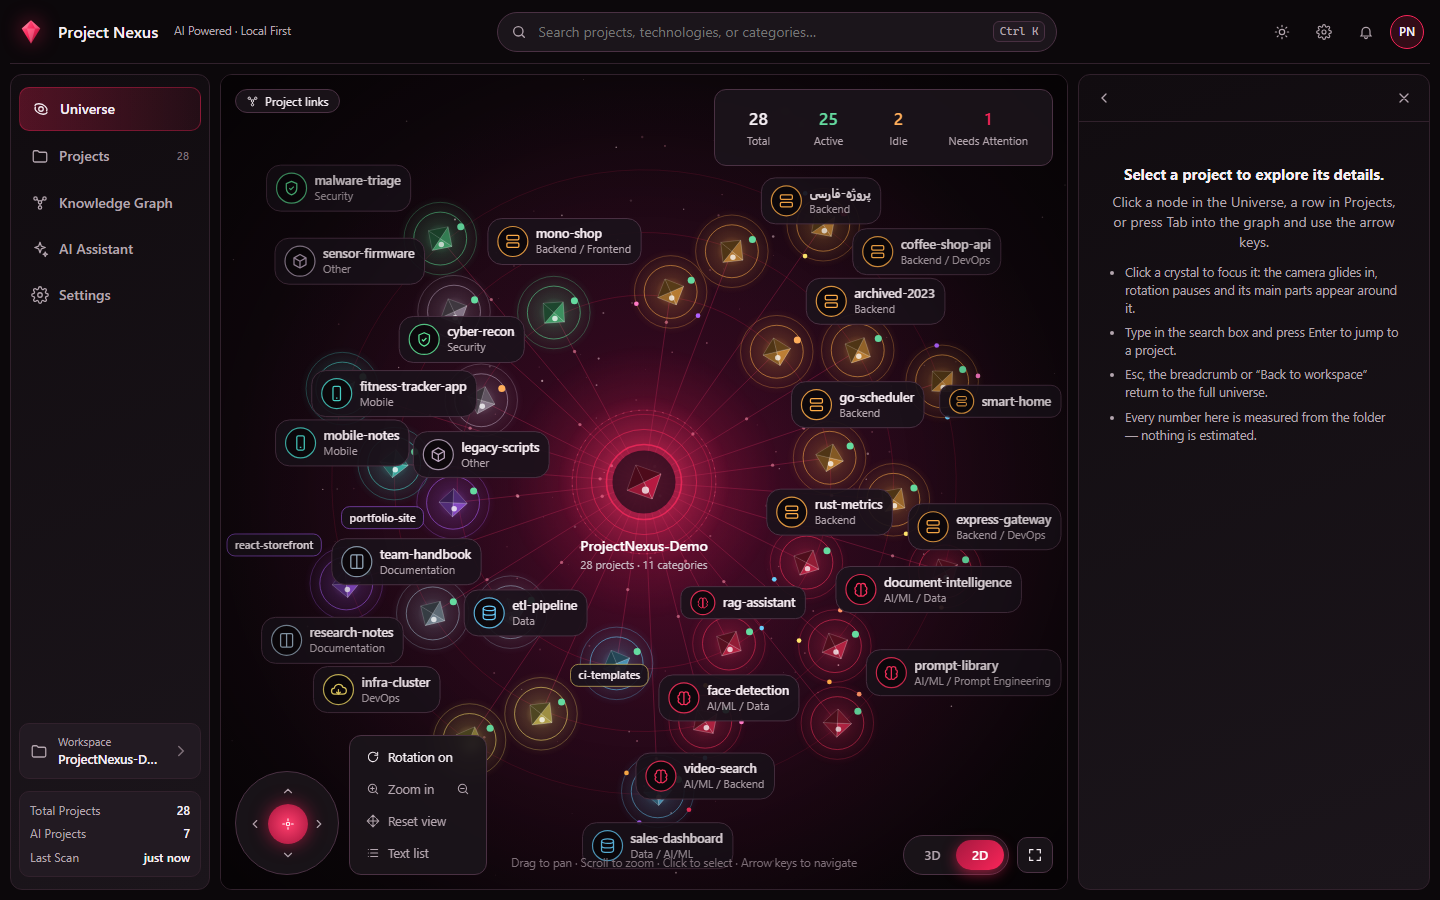 Project Nexus
AI Powered · Local First
Search projects, technologies, or categories...
Ctrl K
PN
Universe
Projects
28
Knowledge Graph
AI Assistant
Settings
Workspace
ProjectNexus-D...
Total Projects
28
AI Projects
7
Last Scan
just now
Project links
28
Total
25
Active
2
Idle
1
Needs Attention
malware-triage
Security
پروژه-فارسی
Backend
mono-shop
Backend / Frontend
coffee-shop-api
Backend / DevOps
sensor-firmware
Other
archived-2023
Backend
cyber-recon
Security
fitness-tracker-app
Mobile
go-scheduler
Backend
smart-home
mobile-notes
Mobile
legacy-scripts
Other
rust-metrics
Backend
portfolio-site
express-gateway
Backend / DevOps
react-storefront
ProjectNexus-Demo
28 projects · 11 categories
team-handbook
Documentation
document-intelligence
AI/ML / Data
rag-assistant
etl-pipeline
Data
research-notes
Documentation
prompt-library
AI/ML / Prompt Engineering
ci-templates
infra-cluster
DevOps
face-detection
AI/ML / Data
video-search
AI/ML / Backend
sales-dashboard
Data / AI/ML
Rotation on
Zoom in
Reset view
Text list
Drag to pan · Scroll to zoom · Click to select · Arrow keys to navigate
3D
2D
Select a project to explore its details.
Click a node in the Universe, a row in Projects,
or press Tab into the graph and use the arrow
keys.
• Click a crystal to focus it: the camera glides in,
rotation pauses and its main parts appear around
it.
• Type in the search box and press Enter to jump to
a project.
• Esc, the breadcrumb or “Back to workspace”
return to the full universe.
• Every number here is measured from the folder
— nothing is estimated.